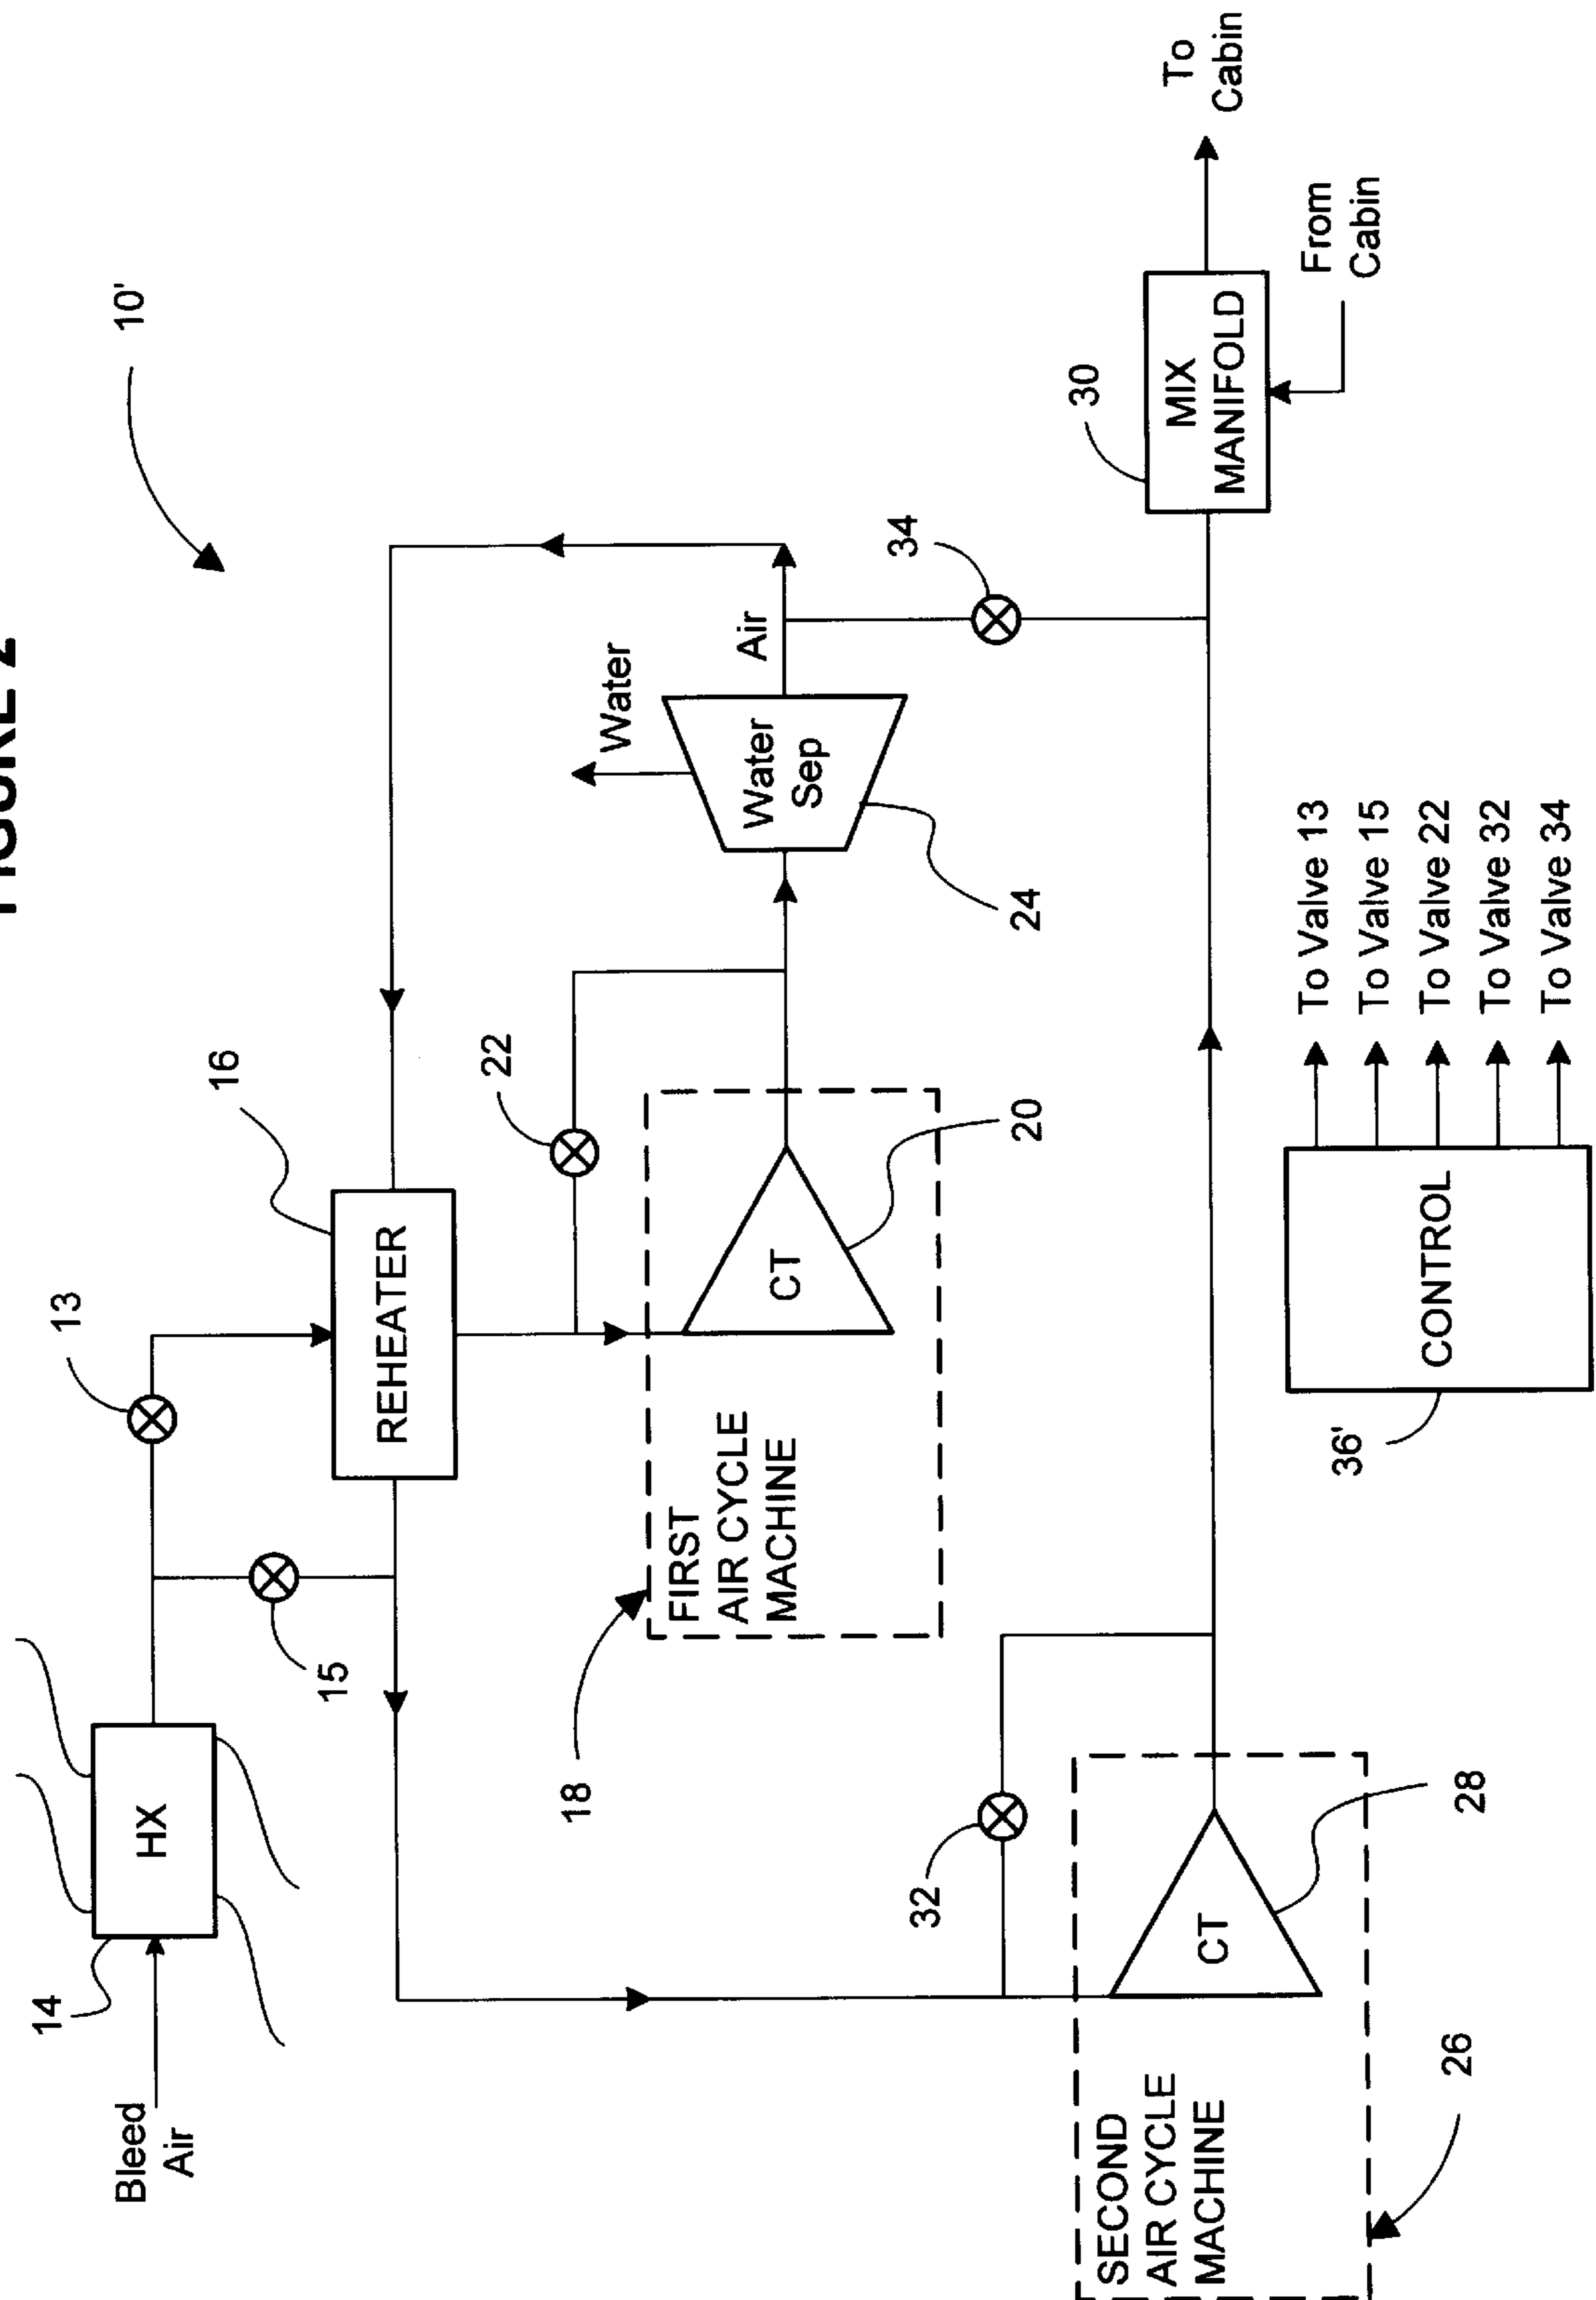 FIGURE 2
10'
Bleed
Air
14
HX
13
15
16
REHEATER
22
18
FIRST
AIR CYCLE
MACHINE
CT
20
Water
Water
Sep
24
Air
34
32
SECOND
AIR CYCLE
MACHINE
CT
28
26
30
MIX
MANIFOLD
To
Cabin
From
Cabin
36'
CONTROL
To Valve 13
To Valve 15
To Valve 22
To Valve 32
To Valve 34